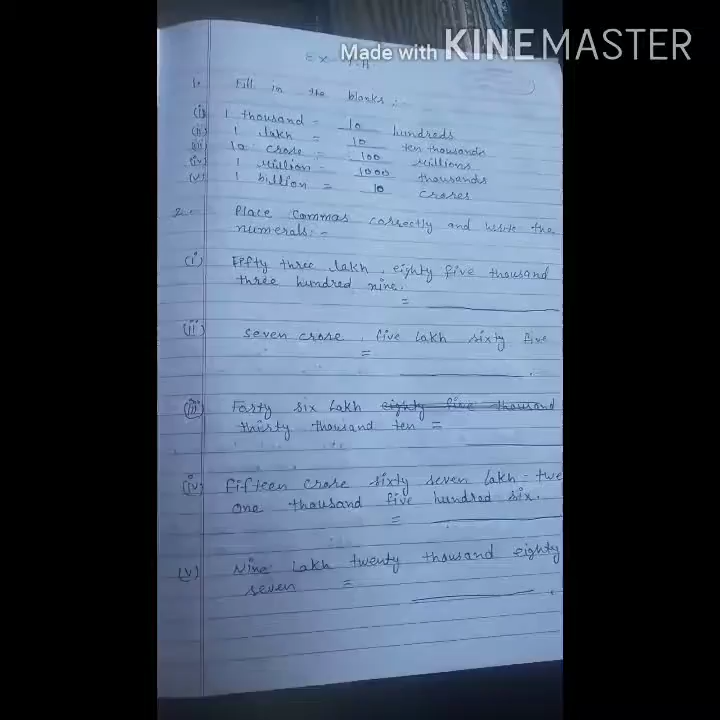 Made with KINEMASTER
Ex 1.A
1. Fill in the blanks :-
(i) 1 thousand = 10 hundreds
(ii) 1 lakh = 10 ten thousands
(iii) 10 crore = 100 millions
(iv) 1 million = 1000 thousands
(v) 1 billion = 10 crores
2. Place commas correctly and write the
numerals :-
(i) Fifty three lakh, eighty five thousand
three hundred nine.
=
(ii) Seven crore, five lakh sixty five
=
(iii) Forty six lakh eighty five thousand
thirty thousand ten =
(iv) Fifteen crore sixty seven lakh twe
one thousand five hundred six.
=
(v) Nine lakh twenty thousand eighty
seven =